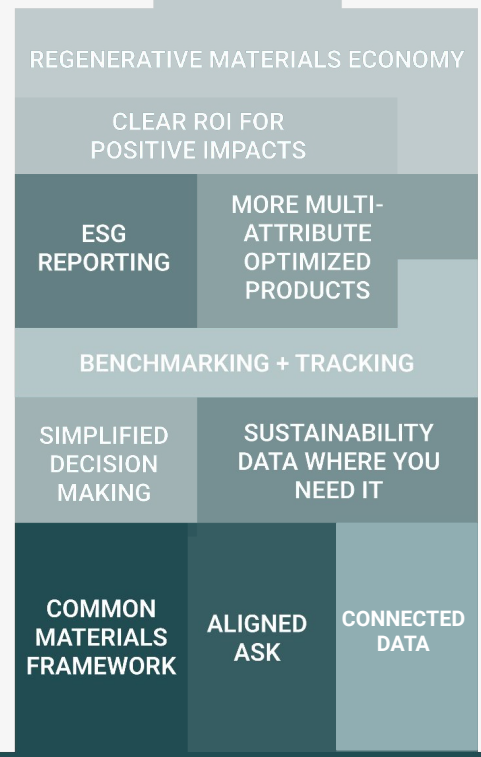 REGENERATIVE MATERIALS ECONOMY
CLEAR ROI FOR
POSITIVE IMPACTS
ESG
REPORTING
MORE MULTI-
ATTRIBUTE
OPTIMIZED
PRODUCTS
BENCHMARKING + TRACKING
SIMPLIFIED
DECISION
MAKING
SUSTAINABILITY
DATA WHERE YOU
NEED IT
COMMON
MATERIALS
FRAMEWORK
ALIGNED
ASK
CONNECTED
DATA